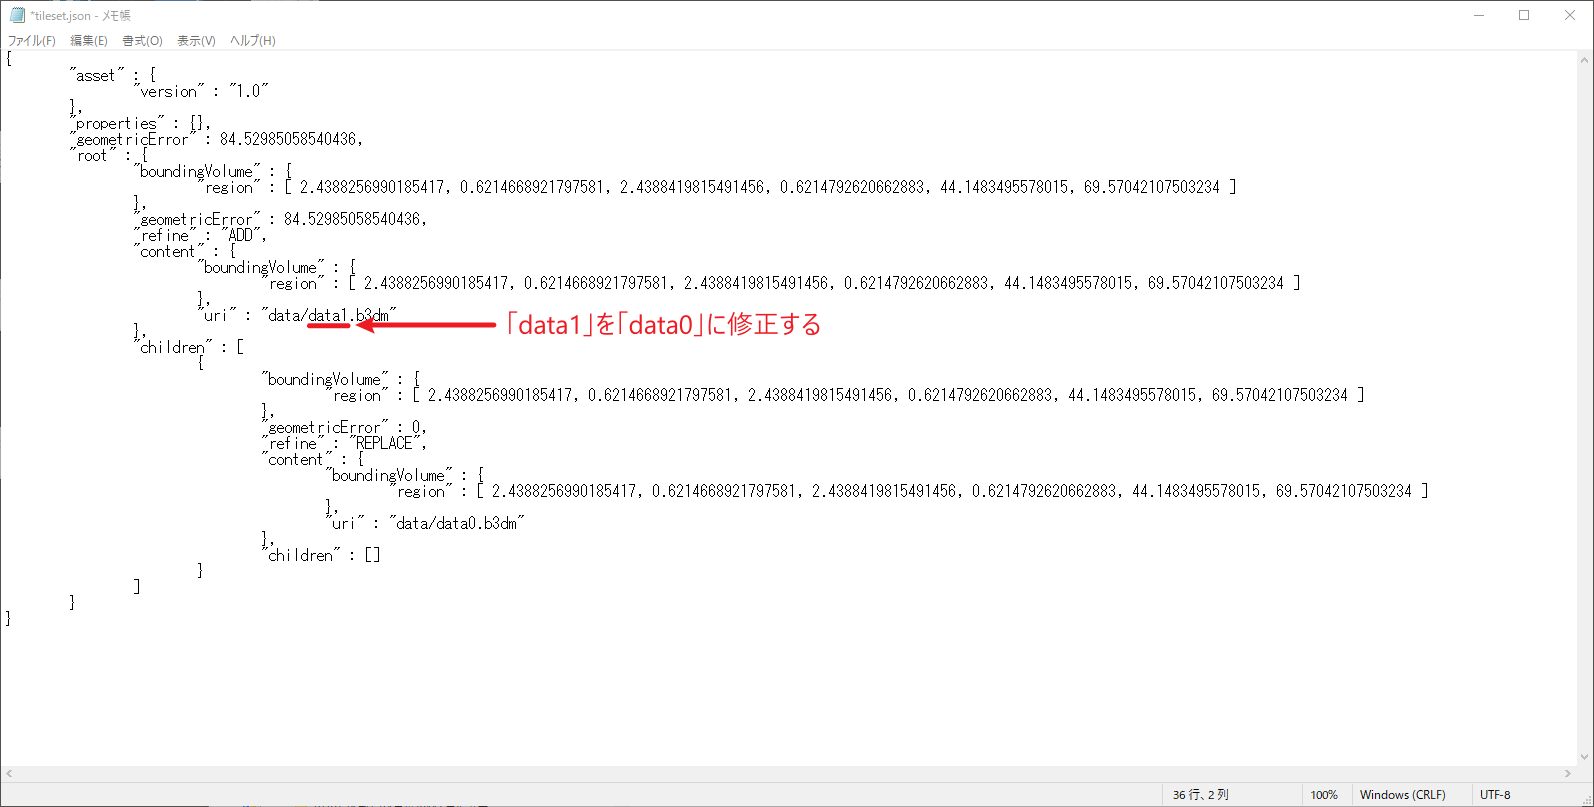 *tileset.json - メモ帳
ファイル(F) 編集(E) 書式(O) 表示(V) ヘルプ(H)
{
"asset" : {
"version" : "1.0"
},
"properties" : {},
"geometricError" : 84.52985058540436,
"root" : {
"boundingVolume" : {
"region" : [ 2.4388256990185417, 0.6214668921797581, 2.4388419815491456, 0.6214792620662883, 44.1483495578015, 69.57042107503234 ]
},
"geometricError" : 84.52985058540436,
"refine" : "ADD",
"content" : {
"boundingVolume" : {
"region" : [ 2.4388256990185417, 0.6214668921797581, 2.4388419815491456, 0.6214792620662883, 44.1483495578015, 69.57042107503234 ]
},
"uri" : "data/data1.b3dm"
「data1」を「data0」に修正する
},
"children" : [
{
"boundingVolume" : {
"region" : [ 2.4388256990185417, 0.6214668921797581, 2.4388419815491456, 0.6214792620662883, 44.1483495578015, 69.57042107503234 ]
},
"geometricError" : 0,
"refine" : "REPLACE",
"content" : {
"boundingVolume" : {
"region" : [ 2.4388256990185417, 0.6214668921797581, 2.4388419815491456, 0.6214792620662883, 44.1483495578015, 69.57042107503234 ]
},
"uri" : "data/data0.b3dm"
},
"children" : []
}
]
}
}
36 行、2 列 100% Windows (CRLF) UTF-8